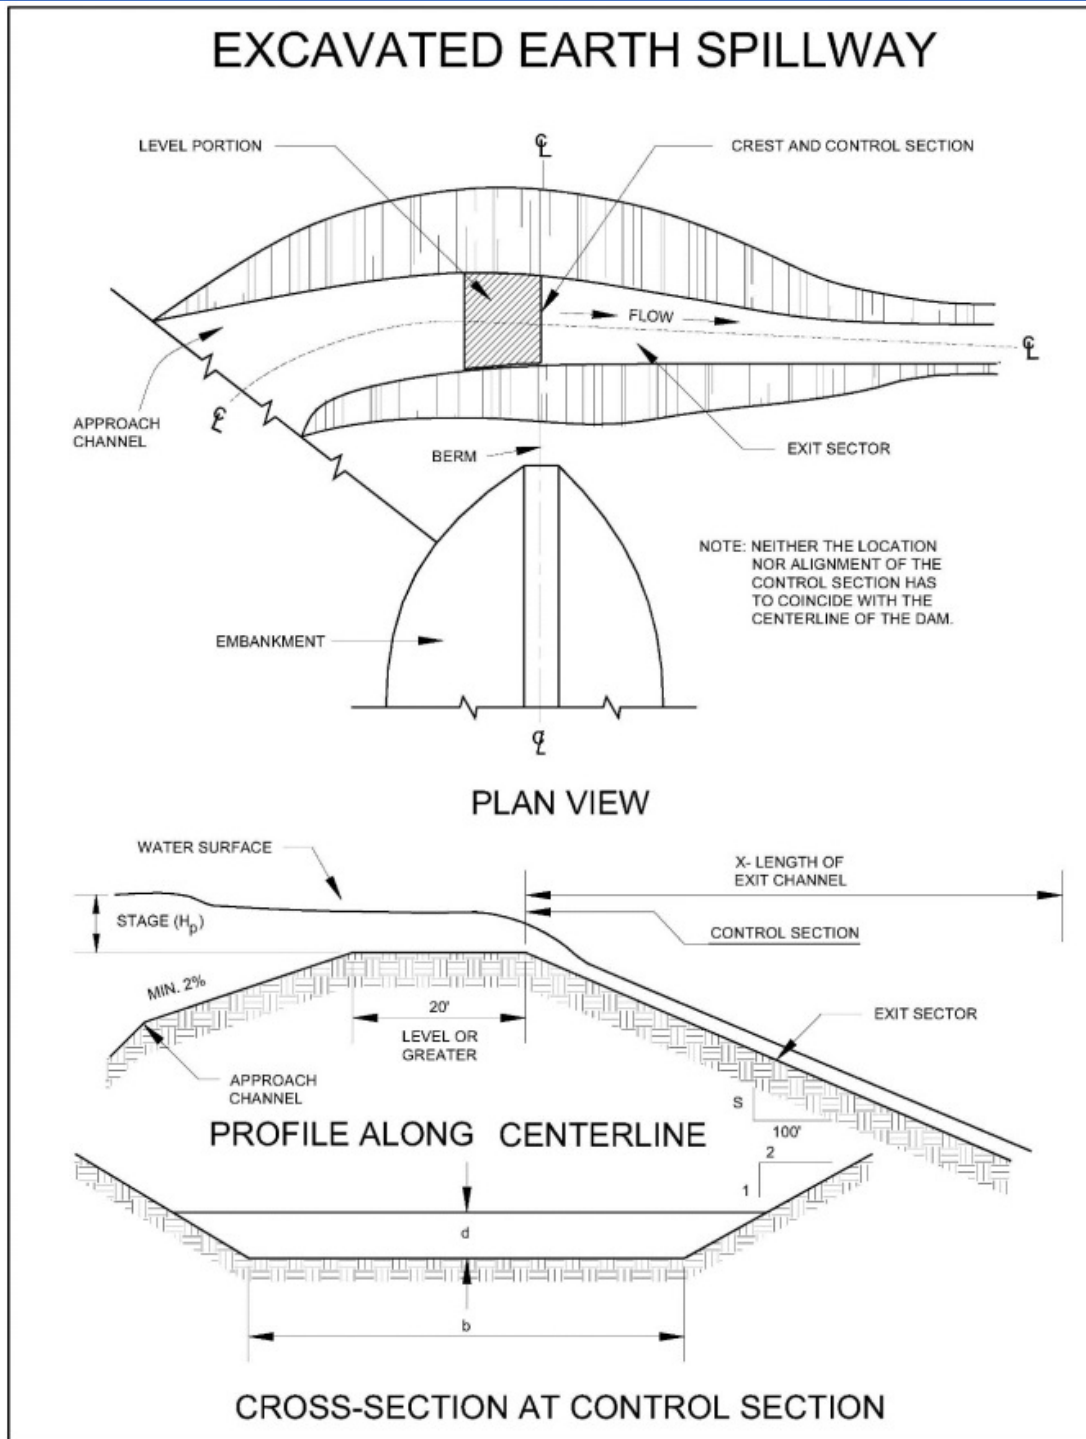 EXCAVATED EARTH SPILLWAY
℄
LEVEL PORTION
CREST AND CONTROL SECTION
FLOW
℄
℄
APPROACH
CHANNEL
BERM
EXIT SECTOR
NOTE: NEITHER THE LOCATION
NOR ALIGNMENT OF THE
CONTROL SECTION HAS
TO COINCIDE WITH THE
CENTERLINE OF THE DAM.
EMBANKMENT
℄
PLAN VIEW
WATER SURFACE
X- LENGTH OF
EXIT CHANNEL
STAGE (Hp)
CONTROL SECTION
MIN. 2%
20'
LEVEL OR
GREATER
EXIT SECTOR
APPROACH
CHANNEL
S
100'
PROFILE ALONG CENTERLINE
2
1
d
b
CROSS-SECTION AT CONTROL SECTION